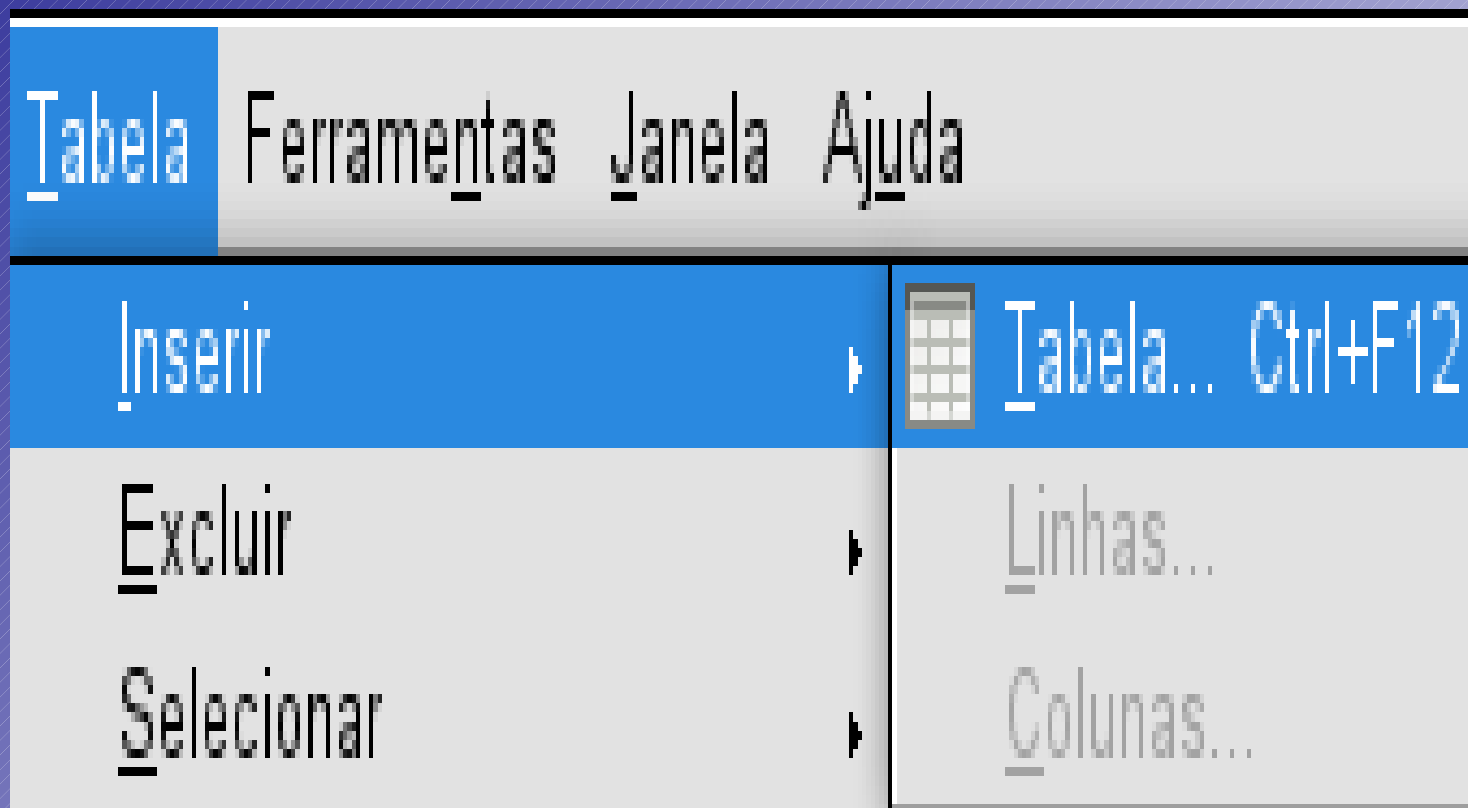 Tabela Ferramentas Janela Ajuda
Inserir Tabela... Ctrl+F12
Excluir Linhas...
Selecionar Colunas...